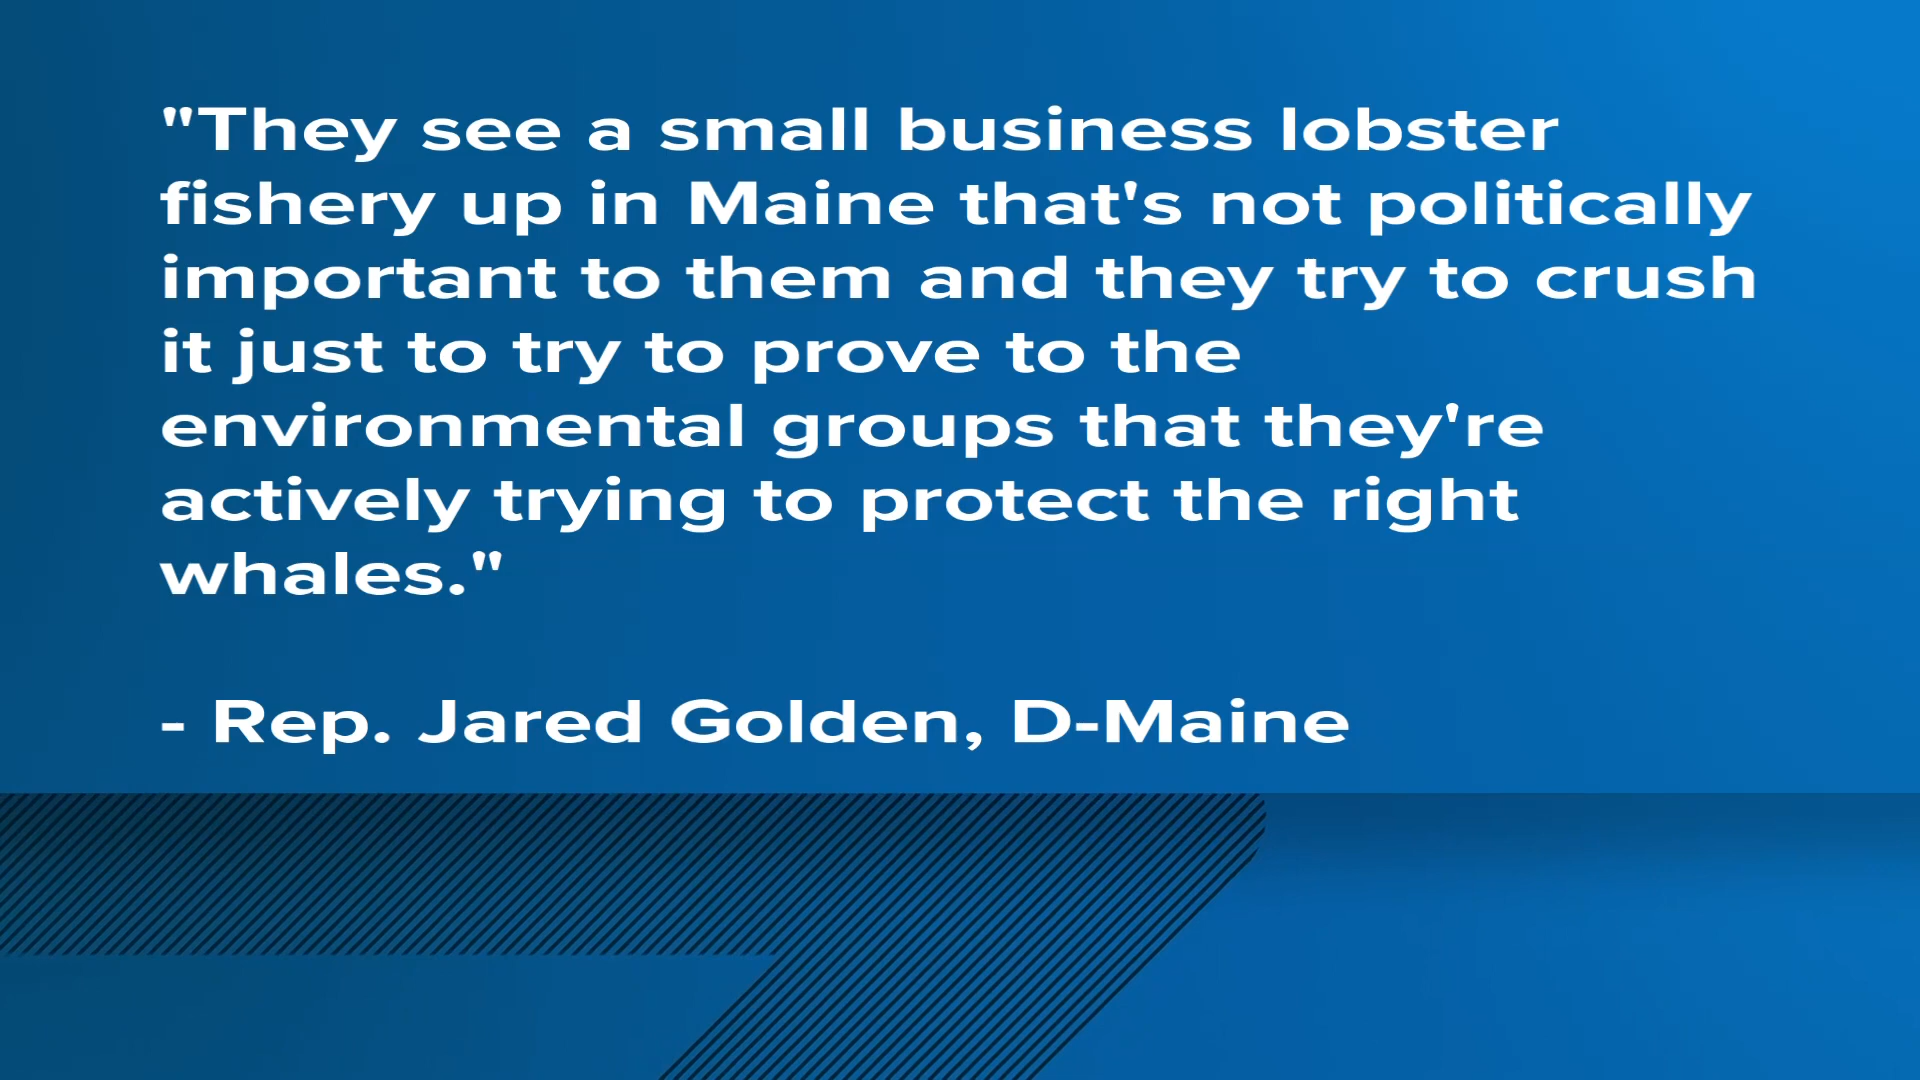 "They see a small business lobster
fishery up in Maine that's not politically
important to them and they try to crush
it just to try to prove to the
environmental groups that they're
actively trying to protect the right
whales."
- Rep. Jared Golden, D-Maine